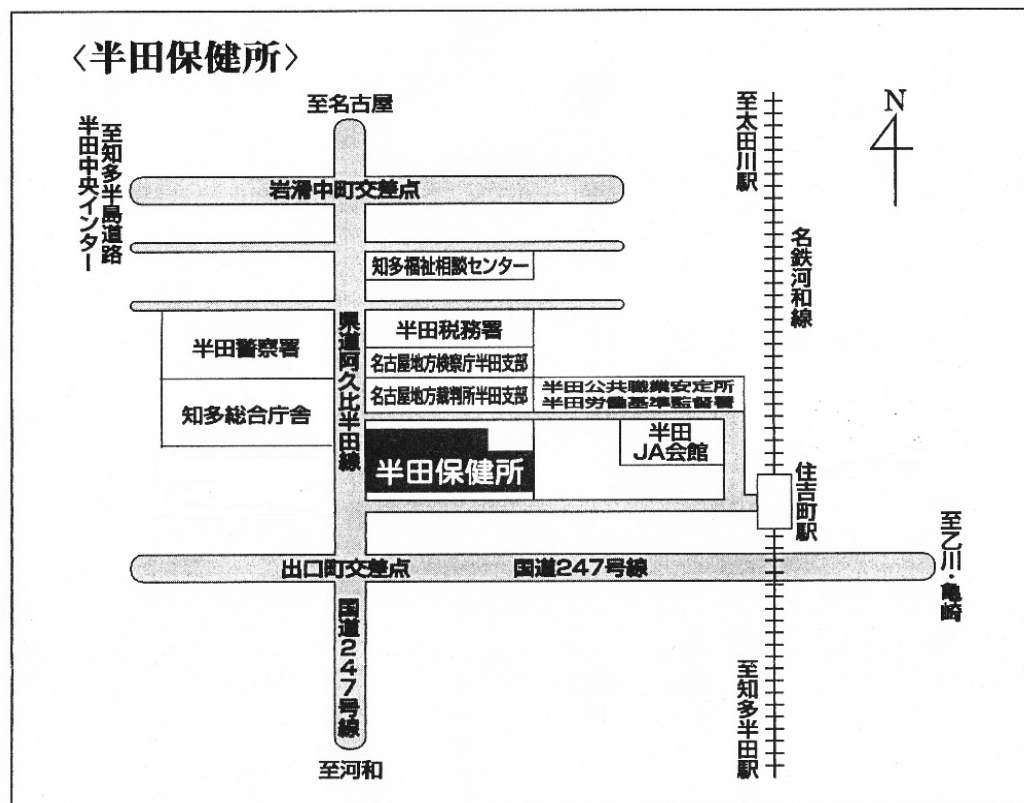 〈半田保健所〉
至名古屋
至太田川駅
N
至知多半島道路
半田中央インター
岩滑中町交差点
名鉄河和線
知多福祉相談センター
県道阿久比半田線
半田警察署
半田税務署
名古屋地方検察庁半田支部
知多総合庁舎
名古屋地方裁判所半田支部
半田公共職業安定所
半田労働基準監督署
半田
JA会館
半田保健所
住吉町駅
出口町交差点
国道247号線
至乙川・亀崎
国道247号線
至知多半田駅
至河和